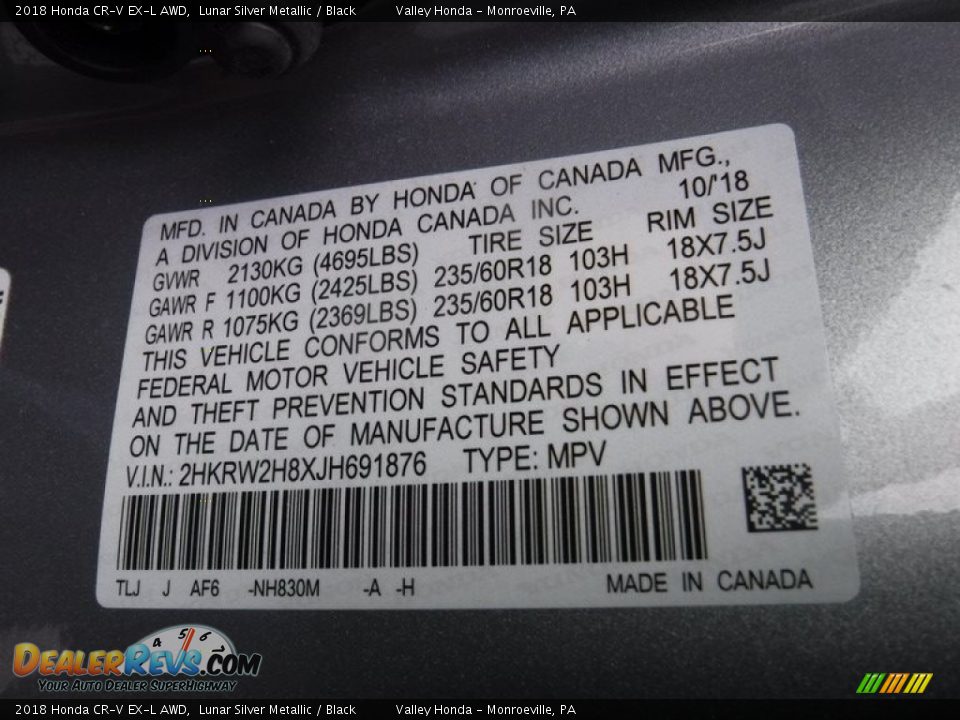 2018 Honda CR-V EX-L AWD, Lunar Silver Metallic / Black Valley Honda - Monroeville, PA
MFD. IN CANADA BY HONDA OF CANADA MFG.,
A DIVISION OF HONDA CANADA INC. 10/'18
GVWR 2130KG (4695LBS) TIRE SIZE RIM SIZE
GAWR F 1100KG (2425LBS) 235/60R18 103H 18X7.5J
GAWR R 1075KG (2369LBS) 235/60R18 103H 18X7.5J
THIS VEHICLE CONFORMS TO ALL APPLICABLE
FEDERAL MOTOR VEHICLE SAFETY
AND THEFT PREVENTION STANDARDS IN EFFECT
ON THE DATE OF MANUFACTURE SHOWN ABOVE.
V.I.N.: 2HKRW2H8XJH691876 TYPE: MPV
TLJ J AF6 -NH830M -A -H MADE IN CANADA
4 5 6
DEALERREVS.COM
YOUR AUTO DEALER SUPERHIGHWAY
2018 Honda CR-V EX-L AWD, Lunar Silver Metallic / Black Valley Honda - Monroeville, PA